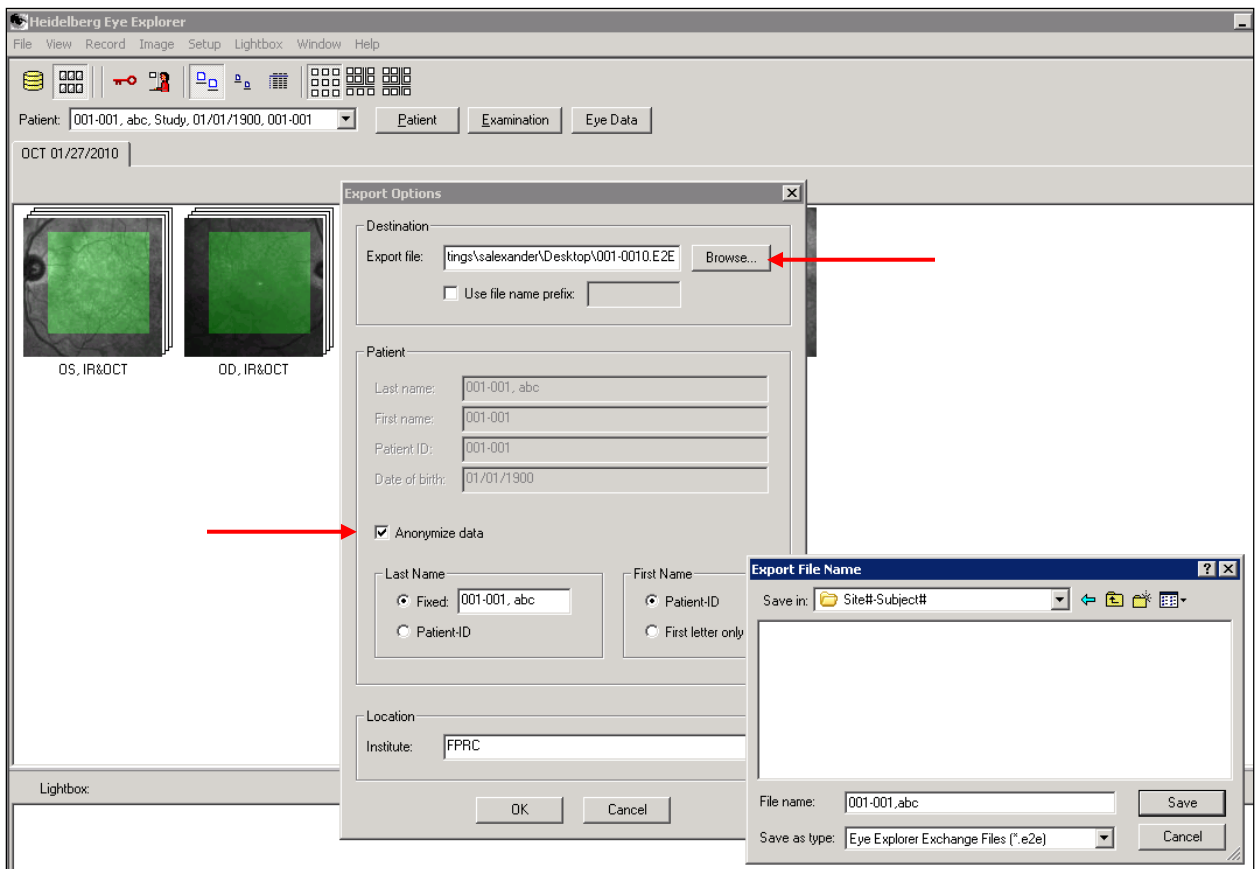 Heidelberg Eye Explorer
File View Record Image Setup Lightbox Window Help
Patient: 001-001, abc, Study, 01/01/1900, 001-001 Patient Examination Eye Data
OCT 01/27/2010
OS, IR&OCT OD, IR&OCT
Export Options
Destination
Export file: tings\salexander\Desktop\001-0010.E2E Browse...
Use file name prefix:
Patient
Last name: 001-001, abc
First name: 001-001
Patient ID: 001-001
Date of birth: 01/01/1900
Anonymize data
Last Name First Name
Fixed: 001-001, abc Patient-ID
Patient-ID First letter only
Location
Institute: FPRC
OK Cancel
Export File Name
Save in: Site#-Subject#
File name: 001-001,abc Save
Save as type: Eye Explorer Exchange Files (*.e2e) Cancel
Lightbox: